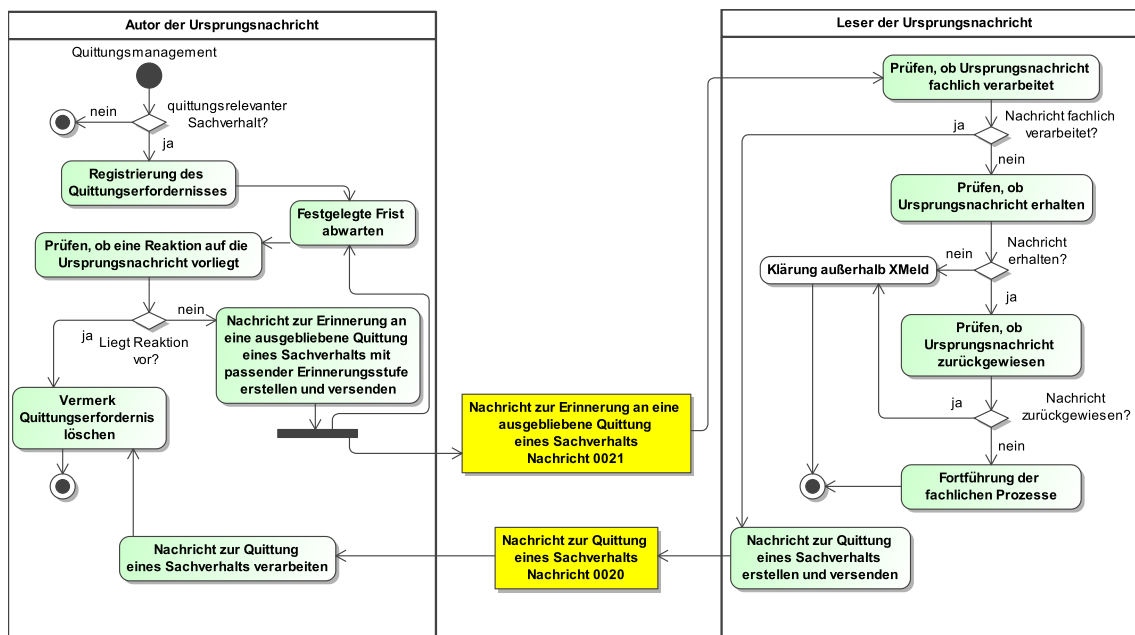 Autor der Ursprungsnachricht
Quittungsmanagement
quittungsrelevanter
Sachverhalt?
nein
ja
Registrierung des
Quittungserfordernisses
Festgelegte Frist
abwarten
Prüfen, ob eine Reaktion auf die
Ursprungsnachricht vorliegt
nein
ja
Liegt Reaktion
vor?
Nachricht zur Erinnerung an
eine ausgebliebene Quittung
eines Sachverhalts mit
passender Erinnerungsstufe
erstellen und versenden
Vermerk
Quittungserfordernis
löschen
Nachricht zur Quittung
eines Sachverhalts verarbeiten
Nachricht zur Erinnerung an eine
ausgebliebene Quittung
eines Sachverhalts
Nachricht 0021
Nachricht zur Quittung
eines Sachverhalts
Nachricht 0020
Leser der Ursprungsnachricht
Prüfen, ob Ursprungsnachricht
fachlich verarbeitet
Nachricht fachlich
verarbeitet?
ja
nein
Prüfen, ob
Ursprungsnachricht erhalten
Nachricht
erhalten?
nein
Klärung außerhalb XMeld
ja
Prüfen, ob
Ursprungsnachricht
zurückgewiesen
Nachricht
zurückgewiesen?
ja
nein
Fortführung der
fachlichen Prozesse
Nachricht zur Quittung
eines Sachverhalts
erstellen und versenden